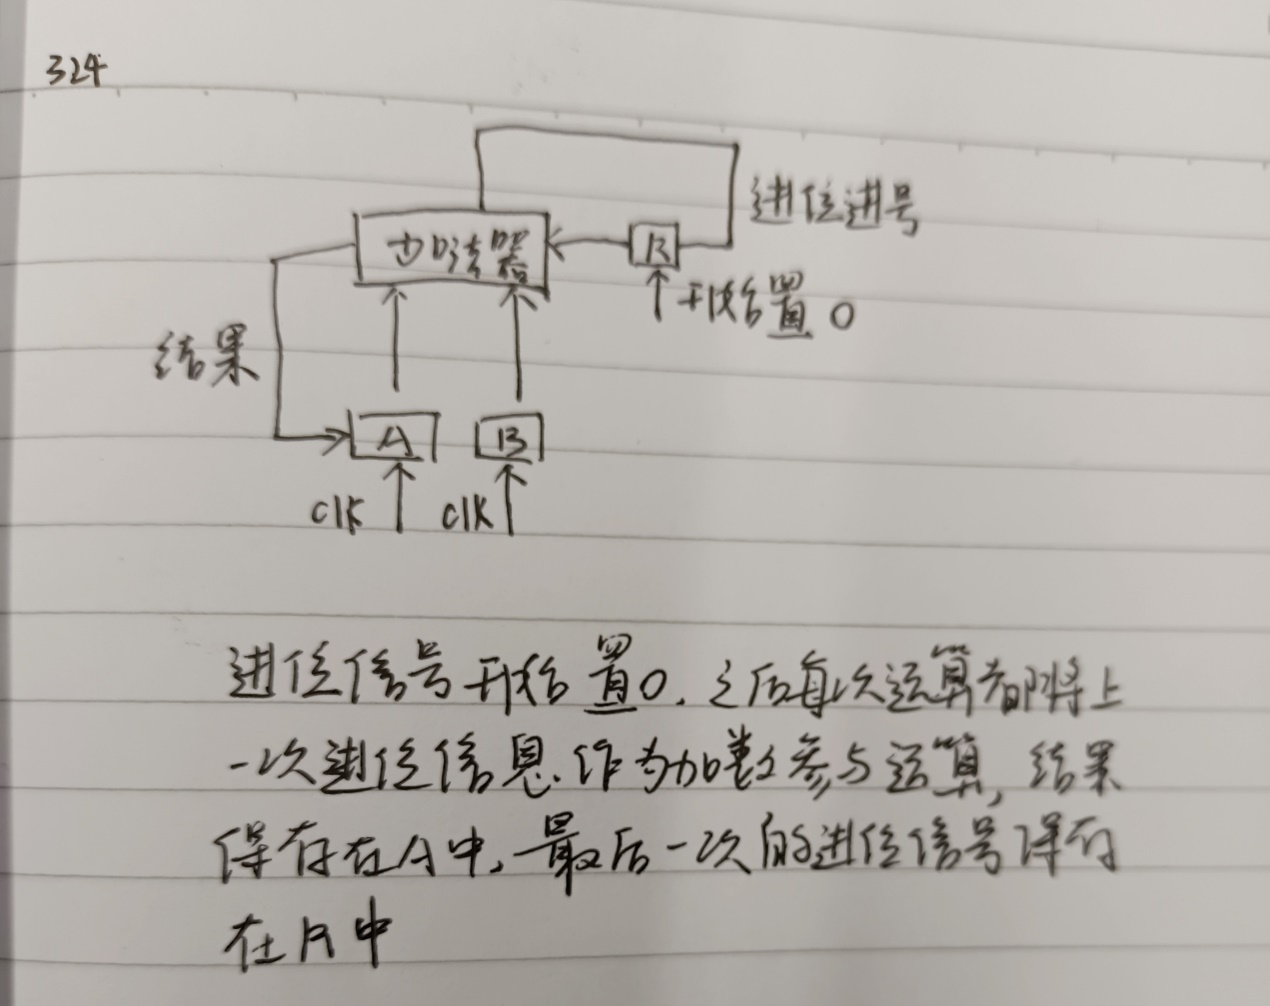 324
进位进号
加法器
R
开始置0
结果
A
B
clk
clk
进位信号开始置0,之后每次运算都将上
一次进位信息作为加数参与运算,结果
保存在A中,最后一次的进位信号保存
在R中